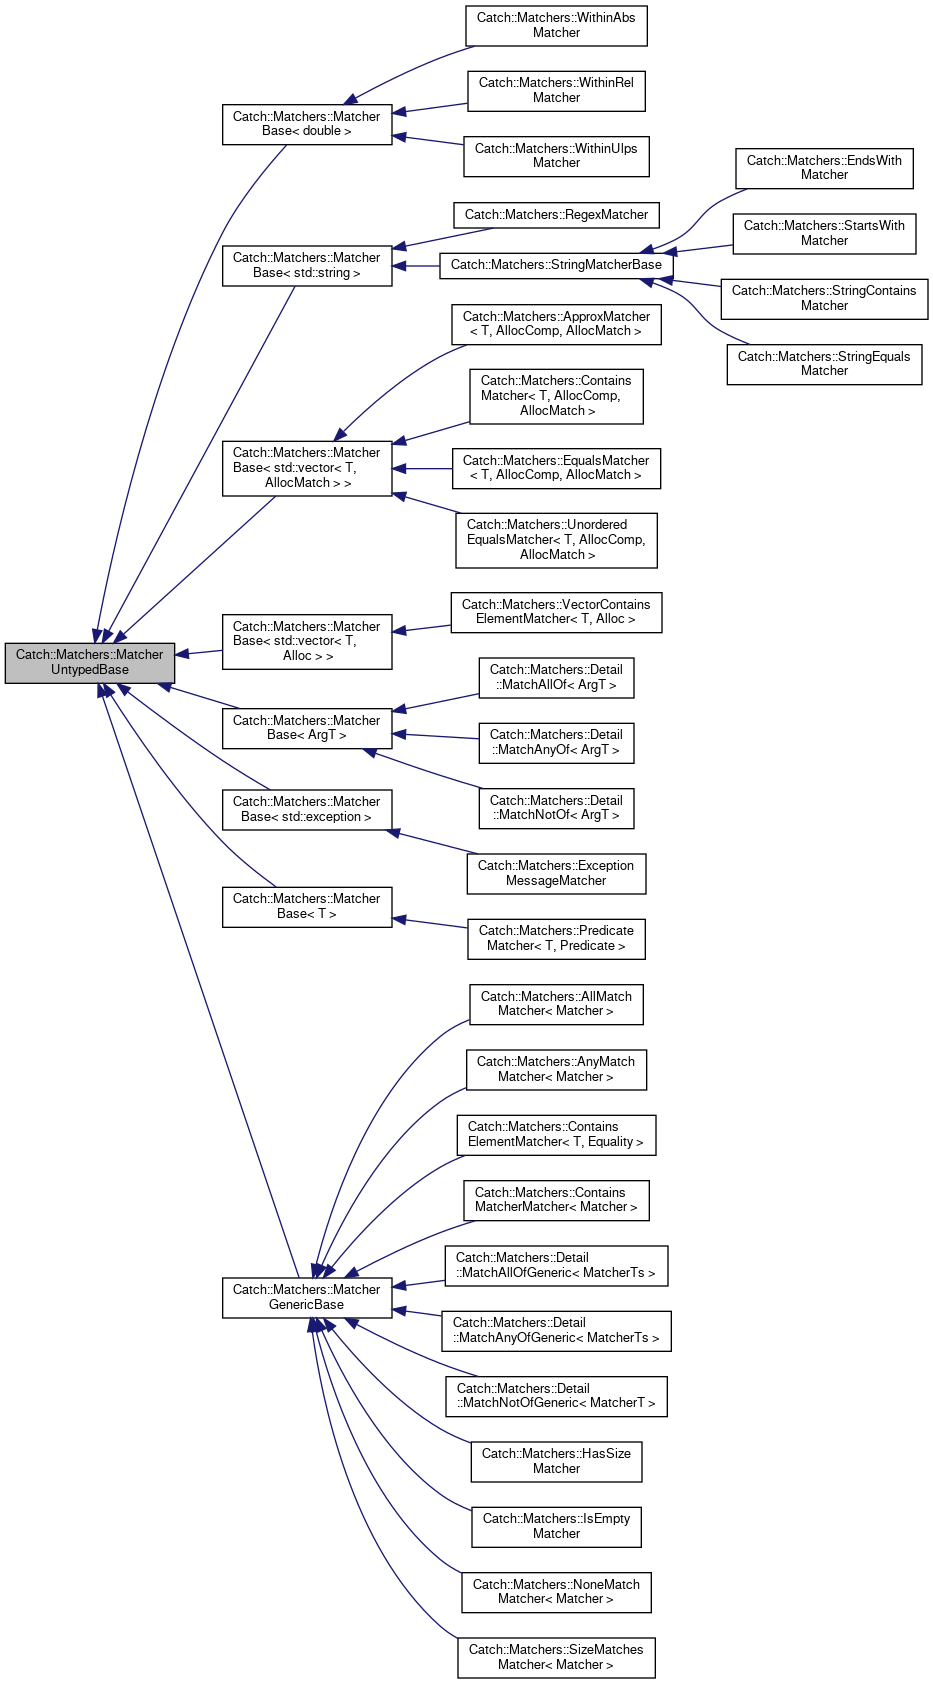 Catch::Matchers::WithinAbs
Matcher
Catch::Matchers::WithinRel
Matcher
Catch::Matchers::Matcher
Base< double >
Catch::Matchers::WithinUlps
Matcher
Catch::Matchers::EndsWith
Matcher
Catch::Matchers::RegexMatcher
Catch::Matchers::StartsWith
Matcher
Catch::Matchers::Matcher
Base< std::string >
Catch::Matchers::StringMatcherBase
Catch::Matchers::StringContains
Matcher
Catch::Matchers::ApproxMatcher
< T, AllocComp, AllocMatch >
Catch::Matchers::StringEquals
Matcher
Catch::Matchers::Contains
Matcher< T, AllocComp,
AllocMatch >
Catch::Matchers::Matcher
Base< std::vector< T,
AllocMatch > >
Catch::Matchers::EqualsMatcher
< T, AllocComp, AllocMatch >
Catch::Matchers::Unordered
EqualsMatcher< T, AllocComp,
AllocMatch >
Catch::Matchers::VectorContains
ElementMatcher< T, Alloc >
Catch::Matchers::Matcher
Base< std::vector< T,
Alloc > >
Catch::Matchers::Matcher
UntypedBase
Catch::Matchers::Detail
::MatchAllOf< ArgT >
Catch::Matchers::Matcher
Base< ArgT >
Catch::Matchers::Detail
::MatchAnyOf< ArgT >
Catch::Matchers::Detail
::MatchNotOf< ArgT >
Catch::Matchers::Matcher
Base< std::exception >
Catch::Matchers::Exception
MessageMatcher
Catch::Matchers::Matcher
Base< T >
Catch::Matchers::Predicate
Matcher< T, Predicate >
Catch::Matchers::AllMatch
Matcher< Matcher >
Catch::Matchers::AnyMatch
Matcher< Matcher >
Catch::Matchers::Contains
ElementMatcher< T, Equality >
Catch::Matchers::Contains
MatcherMatcher< Matcher >
Catch::Matchers::Detail
::MatchAllOfGeneric< MatcherTs >
Catch::Matchers::Matcher
GenericBase
Catch::Matchers::Detail
::MatchAnyOfGeneric< MatcherTs >
Catch::Matchers::Detail
::MatchNotOfGeneric< MatcherT >
Catch::Matchers::HasSize
Matcher
Catch::Matchers::IsEmpty
Matcher
Catch::Matchers::NoneMatch
Matcher< Matcher >
Catch::Matchers::SizeMatches
Matcher< Matcher >